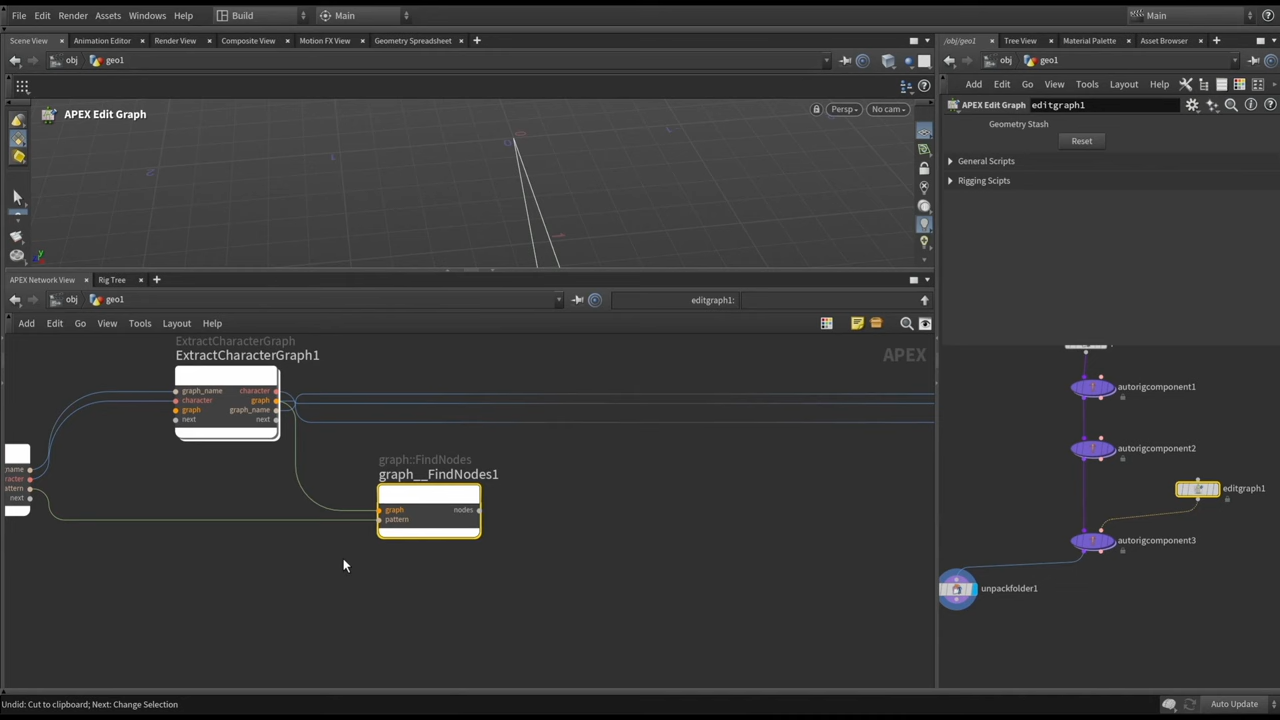 File Edit Render Assets Windows Help Build Main Main
Scene View Animation Editor Render View Composite View Motion FX View Geometry Spreadsheet
obj geo1
APEX Edit Graph
Persp No cam
APEX Network View Rig Tree
obj geo1 editgraph1:
Add Edit Go View Tools Layout Help
APEX
ExtractCharacterGraph
ExtractCharacterGraph1
graph_name character
character graph
graph graph_name
next next
name
racter
pattern
next
graph::FindNodes
graph__FindNodes1
graph nodes
pattern
/obj/geo1 Tree View Material Palette Asset Browser
obj geo1
Add Edit Go View Tools Layout Help
APEX Edit Graph editgraph1
Geometry Stash
Reset
General Scripts
Rigging Scipts
autorigcomponent1
autorigcomponent2
editgraph1
autorigcomponent3
unpackfolder1
Undid: Cut to clipboard; Next: Change Selection
Auto Update